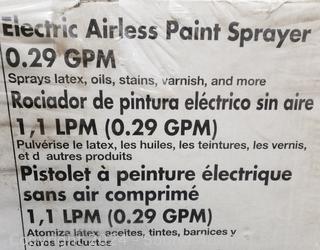 Electric Airless Paint Sprayer
0.29 GPM
Sprays latex, oils, stains, varnish, and more
Rociador de pintura eléctrico sin aire
1,1 LPM (0.29 GPM)
Pulvérise le latex, les huiles, les teintures, les vernis,
et d autres produits
Pistolet à peinture électrique
sans air comprimé
1,1 LPM (0.29 GPM)
Atomiza látex, aceites, tintes, barnices y
otros productos